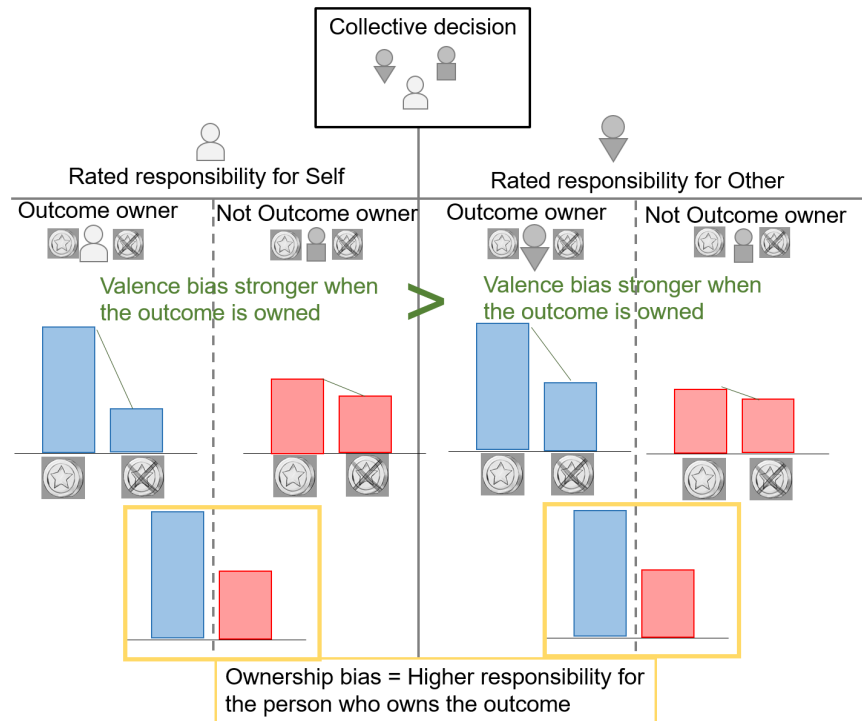 Collective decision
Rated responsibility for Self
Rated responsibility for Other
Outcome owner
Not Outcome owner
Outcome owner
Not Outcome owner
Valence bias stronger when
the outcome is owned
>
Valence bias stronger when
the outcome is owned
Ownership bias = Higher responsibility for
the person who owns the outcome